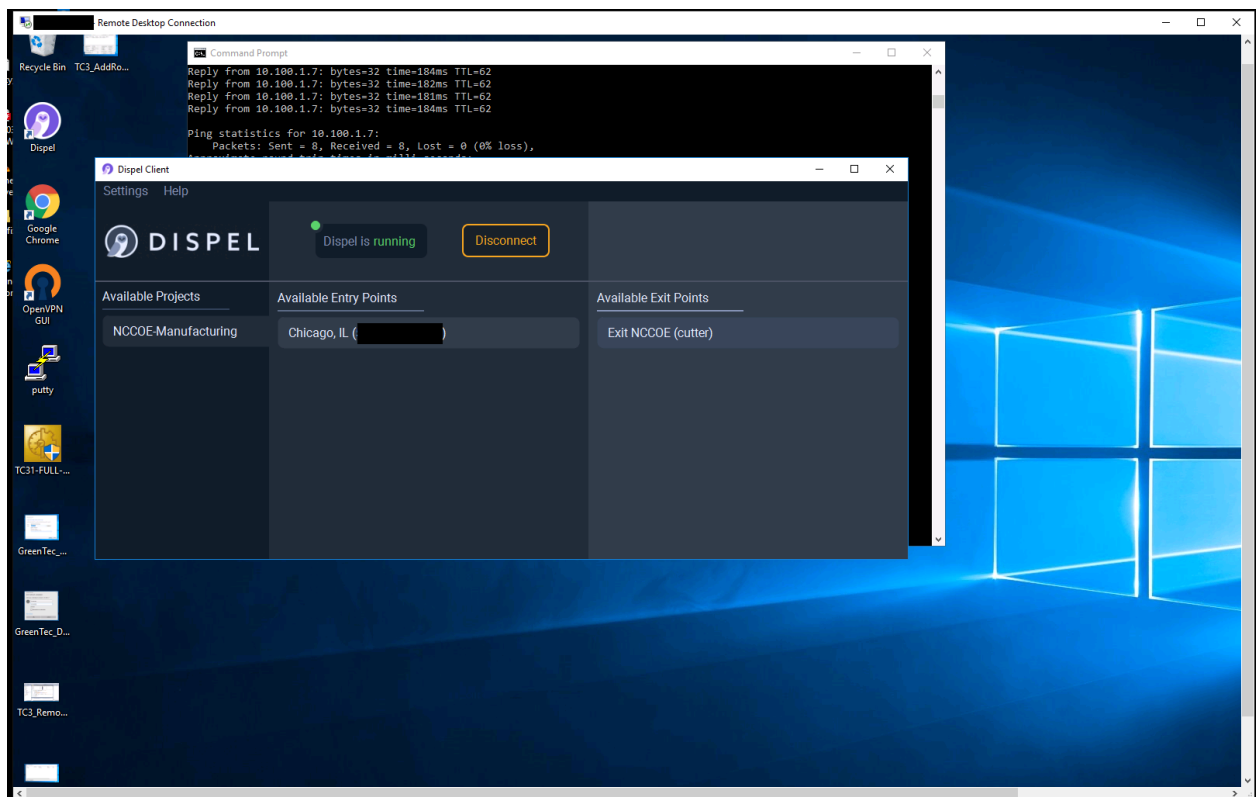 - Remote Desktop Connection
Recycle Bin
TC3_AddRo...
Command Prompt
Reply from 10.100.1.7: bytes=32 time=184ms TTL=62
Reply from 10.100.1.7: bytes=32 time=182ms TTL=62
Reply from 10.100.1.7: bytes=32 time=181ms TTL=62
Reply from 10.100.1.7: bytes=32 time=184ms TTL=62
Ping statistics for 10.100.1.7:
Packets: Sent = 8, Received = 8, Lost = 0 (0% loss),
Dispel
Dispel Client
Settings Help
DISPEL
Dispel is running
Disconnect
Google
Chrome
Available Projects
Available Entry Points
Available Exit Points
NCCOE-Manufacturing
Chicago, IL ( )
Exit NCCOE (cutter)
OpenVPN
GUI
putty
TC31-FULL-...
GreenTec_...
GreenTec_D...
TC3_Remo...